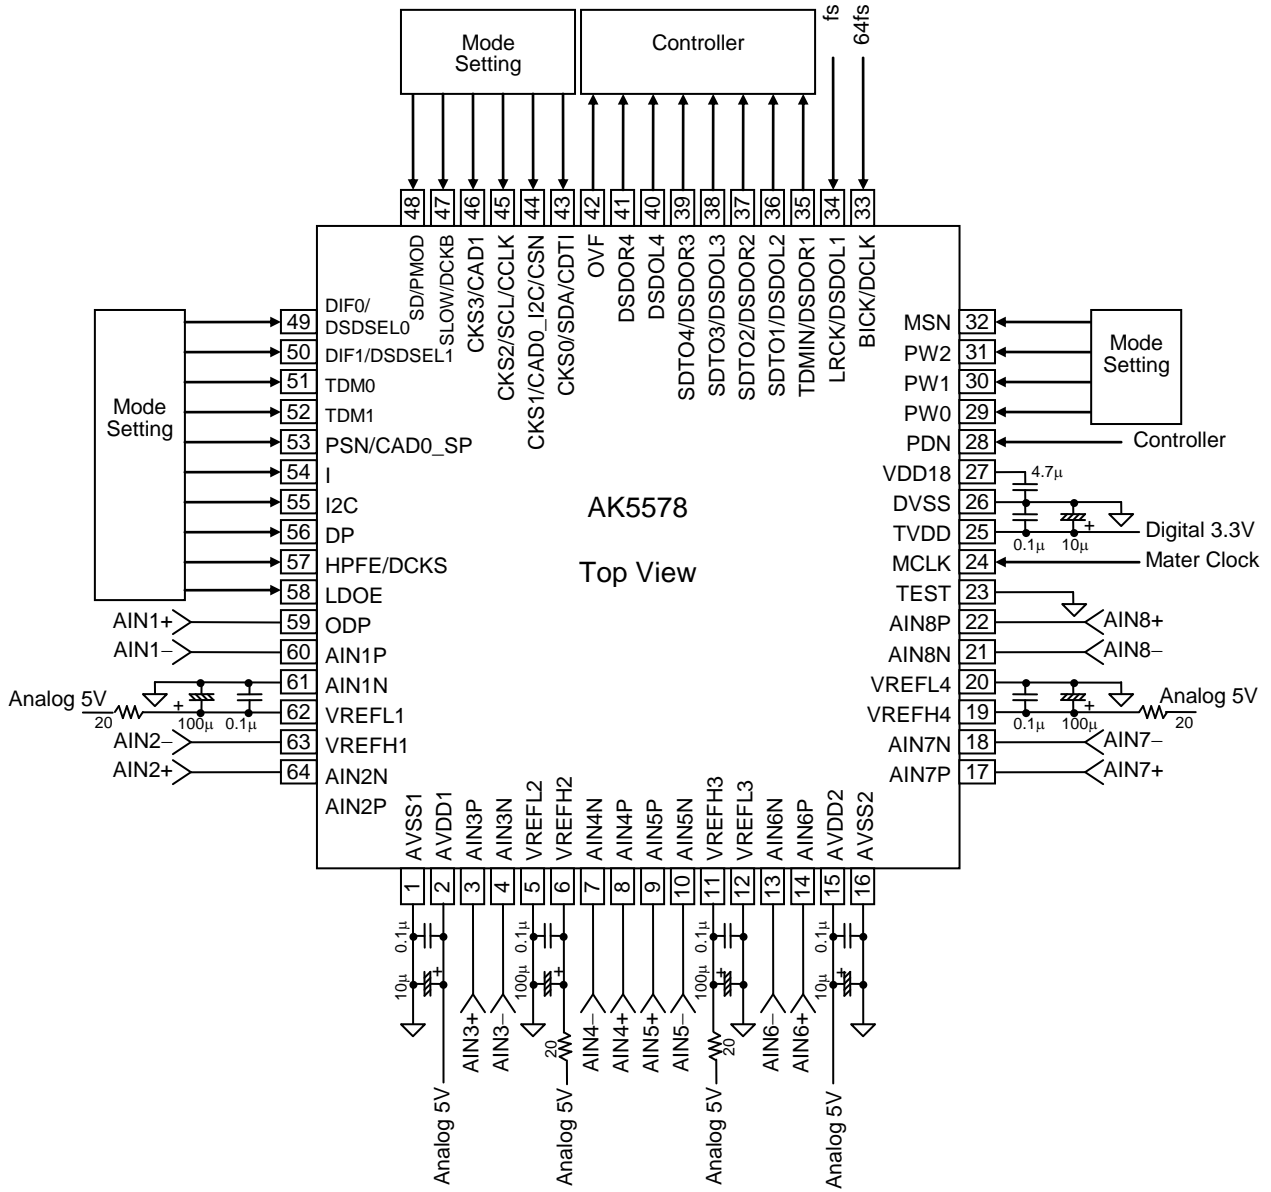 Mode
Setting
Controller
fs
64fs
48
47
46
45
44
43
42
41
40
39
38
37
36
35
34
33
SD/PMOD
SLOW/DCKB
CKS3/CAD1
CKS2/SCL/CCLK
CKS1/CAD0_I2C/CSN
CKS0/SDA/CDTI
OVF
DSDOR4
DSDOL4
SDTO4/DSDOR3
SDTO3/DSDOL3
SDTO2/DSDOR2
SDTO1/DSDOL2
TDMIN/DSDOR1
LRCK/DSDOL1
BICK/DCLK
Mode
Setting
49
50
51
52
53
54
55
56
57
58
59
60
61
62
63
64
DIF0/
DSDSEL0
DIF1/DSDSEL1
TDM0
TDM1
PSN/CAD0_SP
I
I2C
DP
HPFE/DCKS
LDOE
ODP
AIN1P
AIN1N
VREFL1
VREFH1
AIN2N
AIN2P
AIN1+
AIN1−
Analog 5V
20
+
100µ
0.1µ
AIN2−
AIN2+
AK5578
Top View
MSN 32
PW2 31
PW1 30
PW0 29
PDN 28
VDD18 27
DVSS 26
TVDD 25
MCLK 24
TEST 23
AIN8P 22
AIN8N 21
VREFL4 20
VREFH4 19
AIN7N 18
AIN7P 17
Mode
Setting
Controller
4.7µ
+
0.1µ
10µ
Digital 3.3V
Mater Clock
AIN8+
AIN8−
Analog 5V
+
0.1µ
100µ
20
AIN7−
AIN7+
AVSS1
AVDD1
AIN3P
AIN3N
VREFL2
VREFH2
AIN4N
AIN4P
AIN5P
AIN5N
VREFH3
VREFL3
AIN6N
AIN6P
AVDD2
AVSS2
1
2
3
4
5
6
7
8
9
10
11
12
13
14
15
16
0.1µ
10µ
+
Analog 5V
AIN3+
AIN3−
0.1µ
100µ
+
20
Analog 5V
AIN4−
AIN4+
AIN5+
AIN5−
0.1µ
100µ
+
20
Analog 5V
AIN6−
AIN6+
0.1µ
10µ
+
Analog 5V